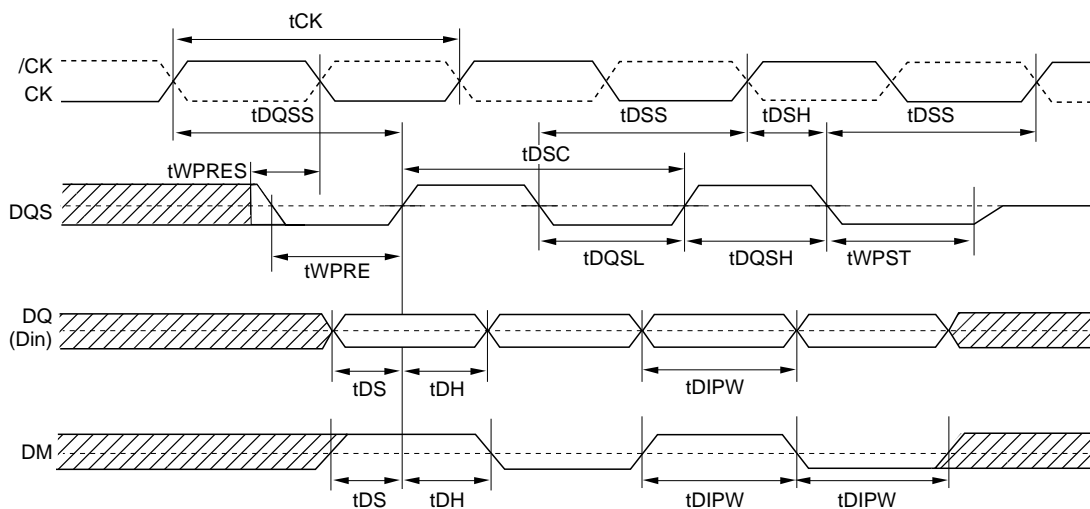 tCK
/CK
CK
tDQSS
tDSS
tDSH
tDSS
tWPRES
tDSC
DQS
tWPRE
tDQSL
tDQSH
tWPST
DQ
(Din)
tDS
tDH
tDIPW
DM
tDS
tDH
tDIPW
tDIPW